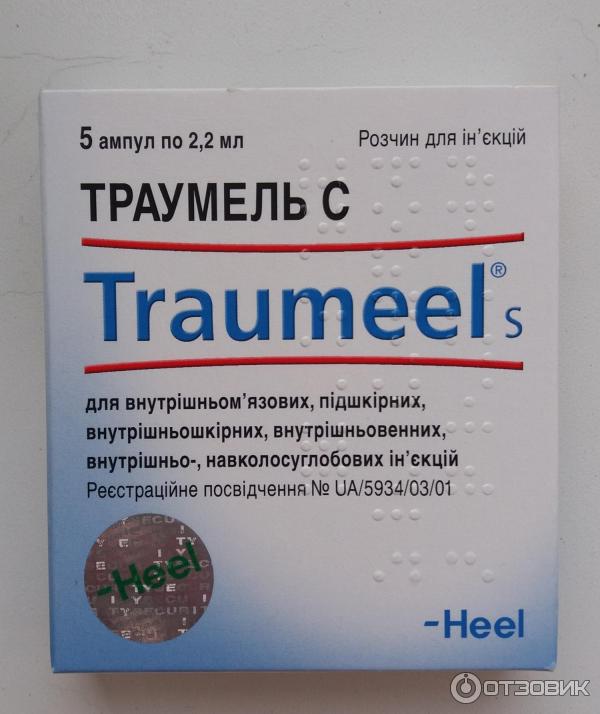 5 ампул по 2,2 мл
Розчин для ін'єкцій
ТРАУМЕЛЬ С
Traumeel® s
для внутрішньом'язових, підшкірних,
внутрішньошкірних, внутрішньовенних,
внутрішньо-, навколосуглобових ін'єкцій
Реєстраційне посвідчення № UA/5934/03/01
-Heel
-Heel
ОТЗОВИК